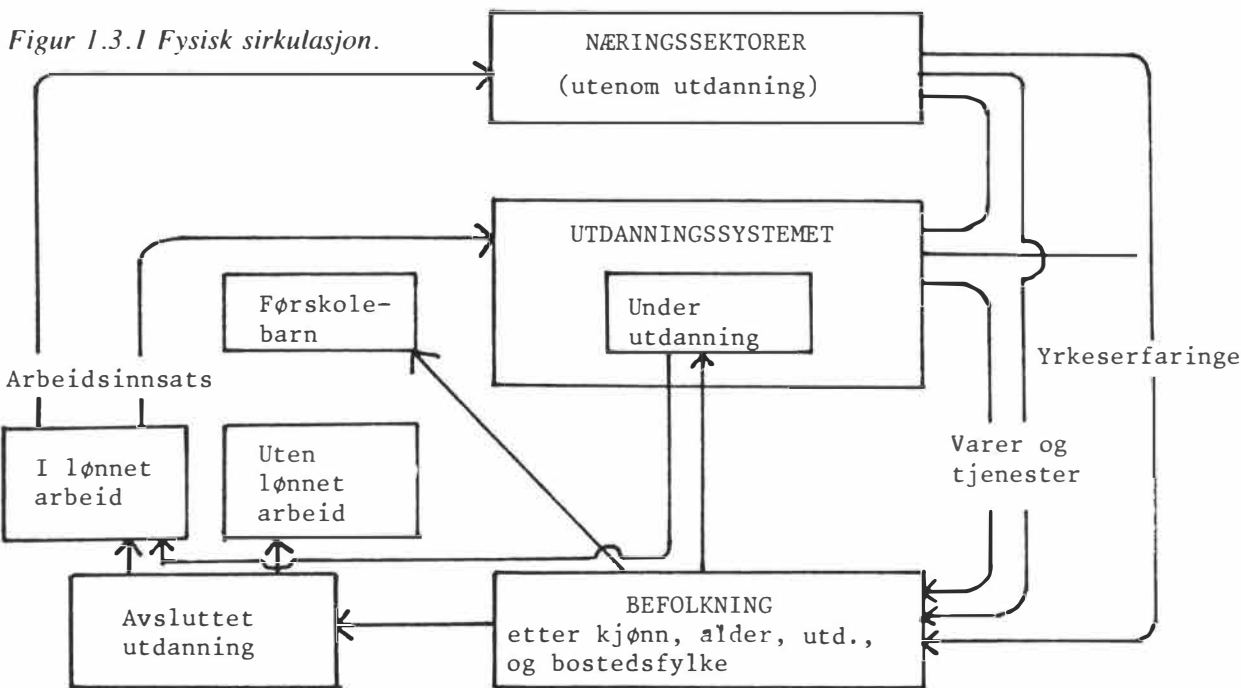 Figur 1.3.1 Fysisk sirkulasjon.
NÆRINGSSEKTORER
(utenom utdanning)
UTDANNINGSSYSTEMET
Førskole-
barn
Under
utdanning
Yrkeserfaringe
Arbeidsinnsats
I lønnet
arbeid
Uten
lønnet
arbeid
Varer og
tjenester
Avsluttet
utdanning
BEFOLKNING
etter kjønn, alder, utd.,
og bostedsfylke